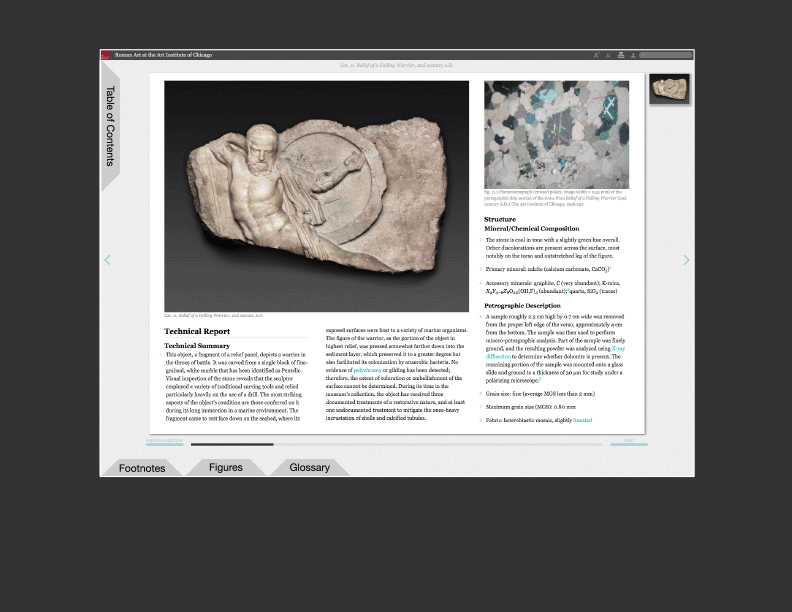 Roman Art at the Art Institute of Chicago
Cat. 11 Relief of a Falling Warrior, 2nd century A.D.
Table of Contents
Cat. 11 Relief of a Falling Warrior, 2nd century A.D.
Technical Report
Technical Summary
This object, a fragment of a relief panel, depicts a warrior in
the throes of battle. It was carved from a single block of fine-
grained, white marble that has been identified as Pentelic.
Visual inspection of the stone reveals that the sculptor
employed a variety of traditional carving tools and relied
particularly heavily on the use of a drill. The most striking
aspects of the object's condition are those conferred on it
during its long immersion in a marine environment. The
fragment came to rest face down on the seabed, where its
exposed surfaces were host to a variety of marine organisms.
The figure of the warrior, as the portion of the object in
highest relief, was pressed somewhat farther down into the
sediment layer, which preserved it to a greater degree but
also facilitated its colonization by anaerobic bacteria. No
evidence of polychromy or gilding has been detected;
therefore, the extent of coloration or embellishment of the
surface cannot be determined. During its time in the
museum's collection, the object has received three
documented treatments of a restorative nature, and at least
one undocumented treatment to mitigate the once-heavy
incrustation of shells and calcified tubules.
fig. 11.1 Photomicrograph (crossed polars, image width = mm) of the
petrographic thin section of the stone from Relief of a Falling Warrior (2nd
century A.D.). The Art Institute of Chicago,
Structure
Mineral/Chemical Composition
The stone is cool in tone with a slightly green hue overall.
Ocher discolorations are present across the surface, most
notably on the torso and outstretched leg of the figure.
Primary mineral: calcite (calcium carbonate, CaCO3)
Accessory minerals: graphite, C (very abundant); K-mica,
(abundant); quartz, SiO2 (traces)
Petrographic Description
A sample roughly 2.5 cm high by 0.7 cm wide was removed
from the proper left edge of the verso, approximately 4 cm
from the bottom. The sample was then used to perform
minero-petrographic analysis. Part of the sample was finely
ground, and the resulting powder was analyzed using X-ray
diffraction to determine whether dolomite is present. The
remaining portion of the sample was mounted onto a glass
slide and ground to a thickness of 30 µm for study under a
polarizing microscope.
Grain size: fine (average MGS less than 2 mm)
Maximum grain size (MGS): 0.80 mm
Fabric: heteroblastic mosaic, slightly lineated
PREVIOUS SECTION
NEXT
Footnotes
Figures
Glossary